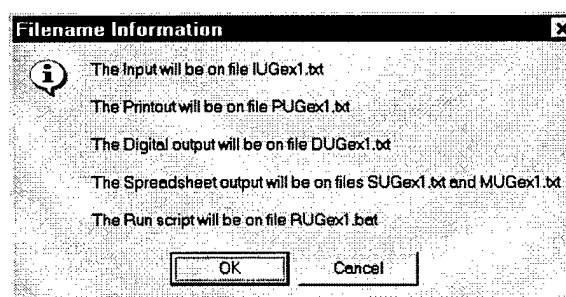 Filename Information
The Input will be on file IUGex1.txt
The Printout will be on file PUGex1.txt
The Digital output will be on file DUGex1.txt
The Spreadsheet output will be on files SUGex1.txt and MUGex1.txt
The Run script will be on file RUGex1.bat
OK Cancel